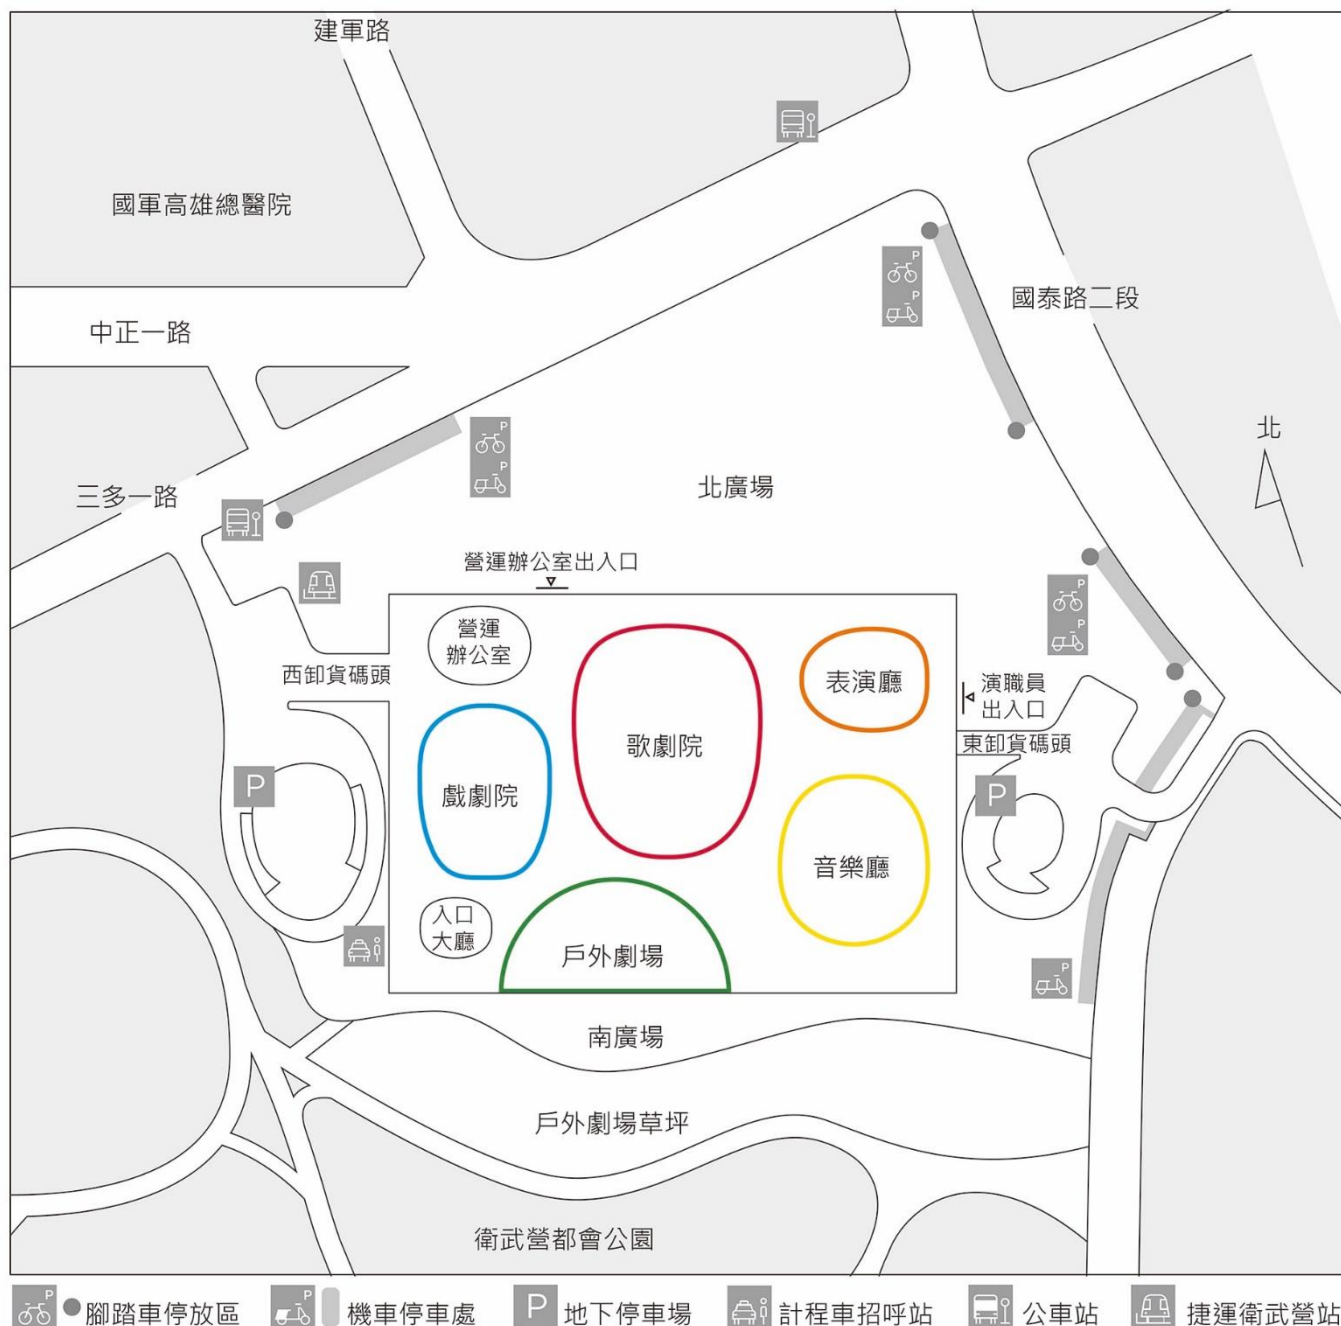 建軍路
國軍高雄總醫院
中正一路
國泰路二段
三多一路
北
北廣場
營運辦公室出入口
營運
辦公室
西卸貨碼頭
歌劇院
表演廳
演職員
出入口
東卸貨碼頭
戲劇院
P
P
音樂廳
入口
大廳
戶外劇場
南廣場
戶外劇場草坪
衛武營都會公園
P
P
P
P
P
P
P
P 腳踏車停放區 P 機車停車處 P 地下停車場 計程車招呼站 公車站 捷運衛武營站